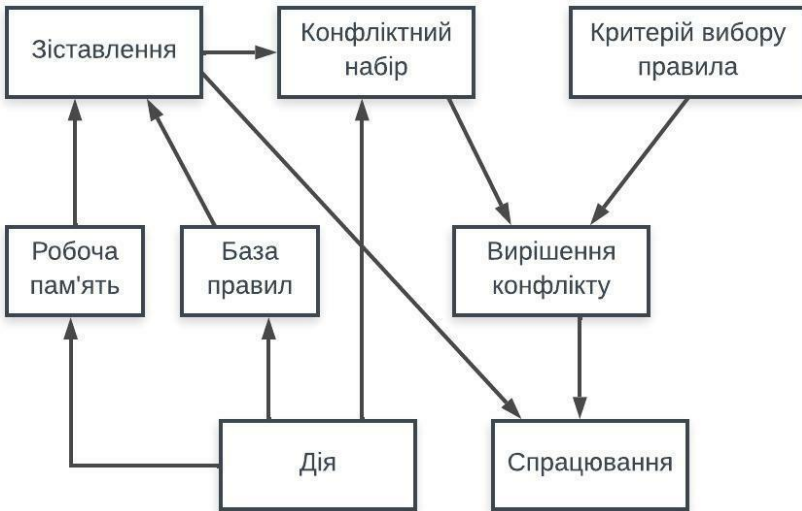 Зіставлення
Конфліктний
набір
Критерій вибору
правила
Робоча
пам'ять
База
правил
Вирішення
конфлікту
Дія
Спрацювання